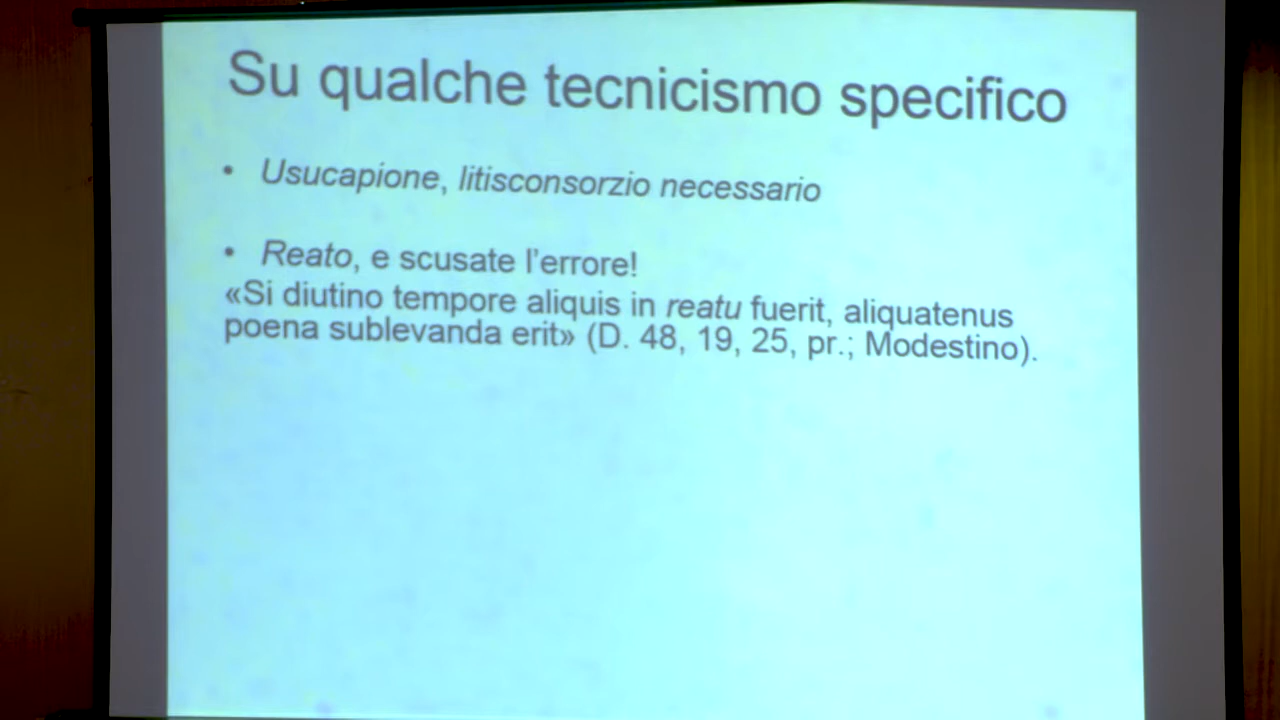 Su qualche tecnicismo specifico
• Usucapione, litisconsorzio necessario
• Reato, e scusate l'errore!
«Si diutino tempore aliquis in reatu fuerit, aliquatenus
poena sublevanda erit» (D. 48, 19, 25, pr.; Modestino).